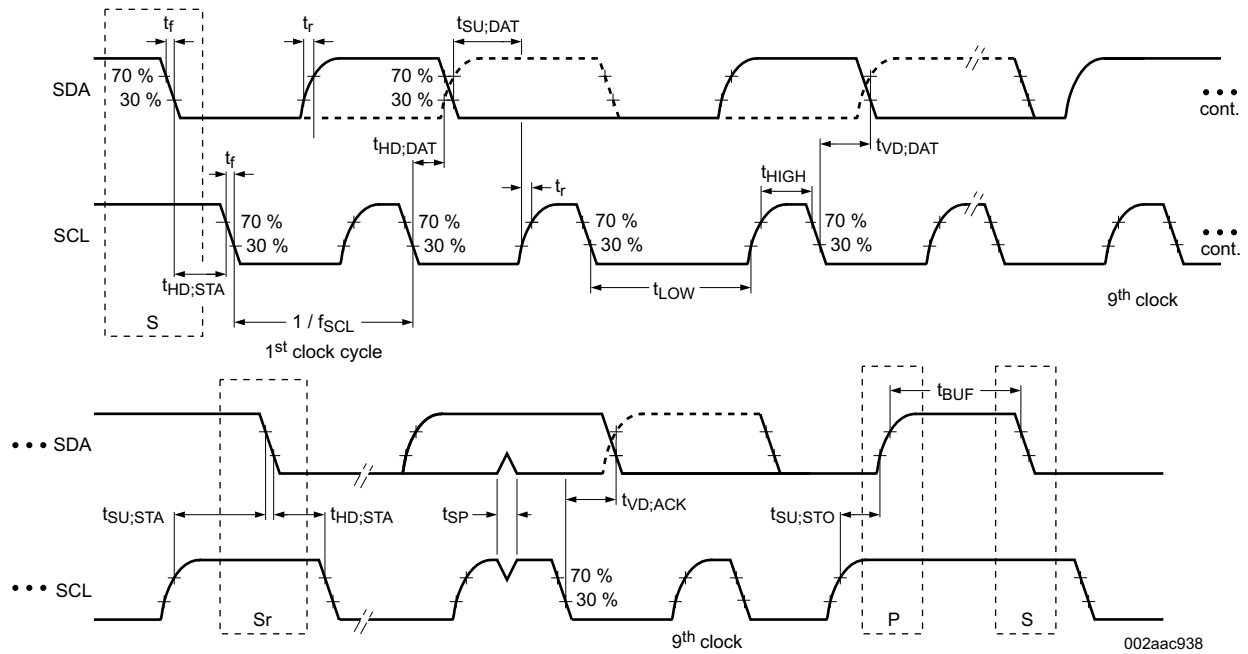 tf tr tSU;DAT
70 % 70 %
SDA 30 % 30 % cont.
tHD;DAT tVD;DAT
tf tr tHIGH
70 % 70 % 70 % 70 %
SCL 30 % 30 % 30 % 30 % cont.
tHD;STA tLOW 9th clock
S 1 / fSCL
1st clock cycle
tBUF
••• SDA
tSU;STA tHD;STA tSP tVD;ACK tSU;STO
70 %
••• SCL 30 %
Sr P S
9th clock
002aac938